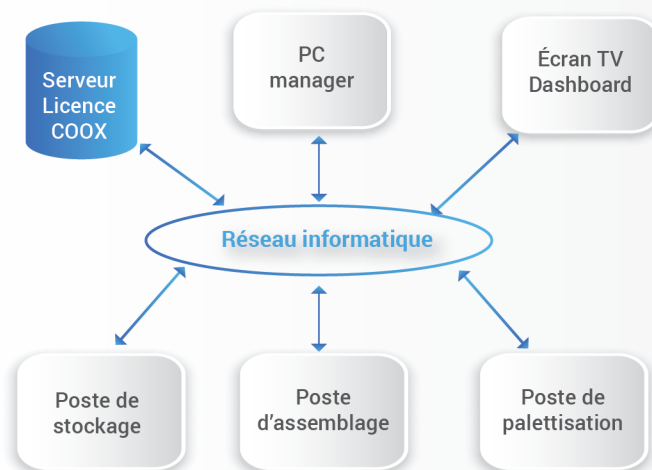 Serveur
Licence
COOX
PC
manager
Écran TV
Dashboard
Réseau informatique
Poste de
stockage
Poste
d'assemblage
Poste de
palettisation